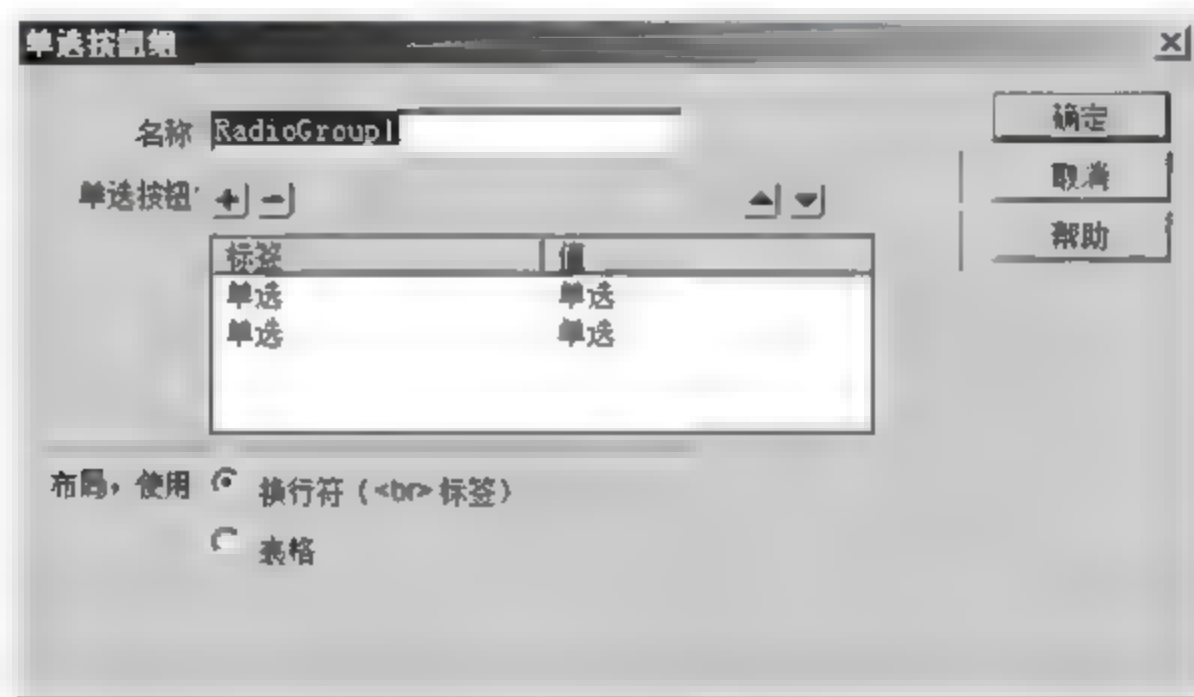 单选按钮组
名称 RadioGroup1
确定
单选按钮:
取消
帮助
标签 值
单选 单选
单选 单选
布局，使用 换行符 (<br>标签)
表格